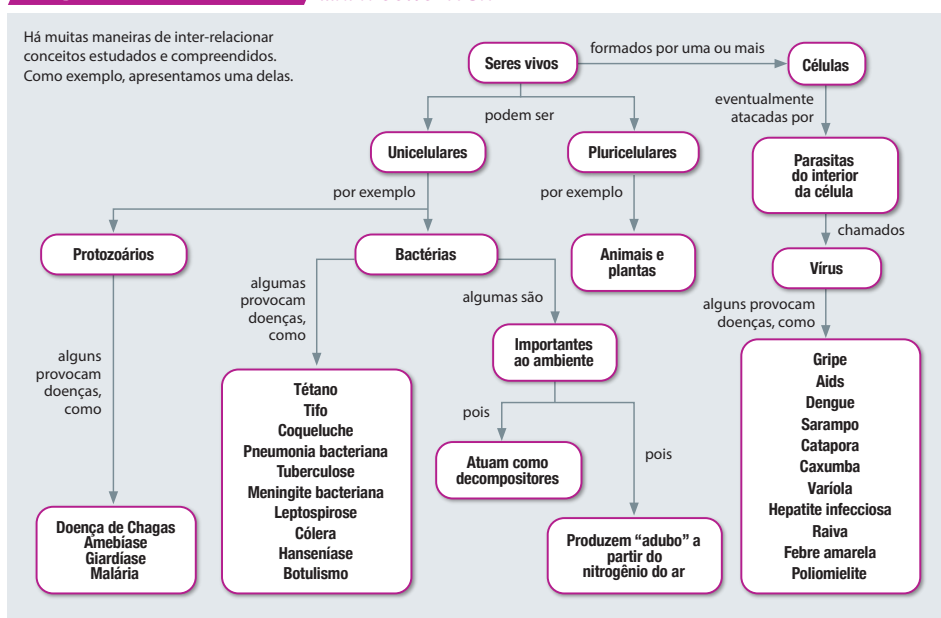 Há muitas maneiras de inter-relacionar
conceitos estudados e compreendidos.
Como exemplo, apresentamos uma delas.
Seres vivos
formados por uma ou mais
Células
podem ser
eventualmente
atacadas por
Unicelulares
Pluricelulares
Parasitas
do interior
da célula
por exemplo
por exemplo
chamados
Protozoários
Bactérias
Animais e
plantas
Vírus
algumas
provocam
doenças,
como
algumas são
alguns provocam
doenças, como
Importantes
ao ambiente
alguns
provocam
doenças,
como
Tétano
Tifo
Coqueluche
Pneumonia bacteriana
Tuberculose
Meningite bacteriana
Leptospirose
Cólera
Hanseníase
Botulismo
pois
pois
Atuam como
decompositores
Produzem “adubo” a
partir do
nitrogênio do ar
Doença de Chagas
Amebíase
Giardíase
Malária
Gripe
Aids
Dengue
Sarampo
Catapora
Caxumba
Varíola
Hepatite infecciosa
Raiva
Febre amarela
Poliomielite